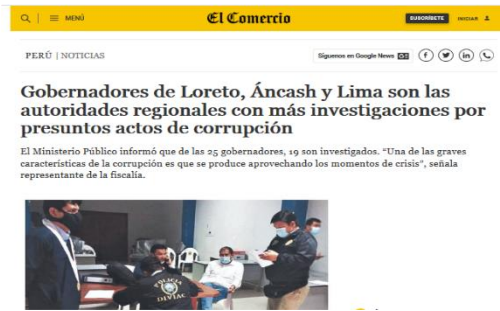 MENÚ
El Comercio
SUSCRÍBETE
INICIAR
PERÚ | NOTICIAS
Síguenos en Google News
Gobernadores de Loreto, Áncash y Lima son las
autoridades regionales con más investigaciones por
presuntos actos de corrupción
El Ministerio Público informó que de las 25 gobernadores, 19 son investigados. “Una de las graves
características de la corrupción es que se produce aprovechando los momentos de crisis”, señala
representante de la fiscalía.
POLICIA
DIVIAC